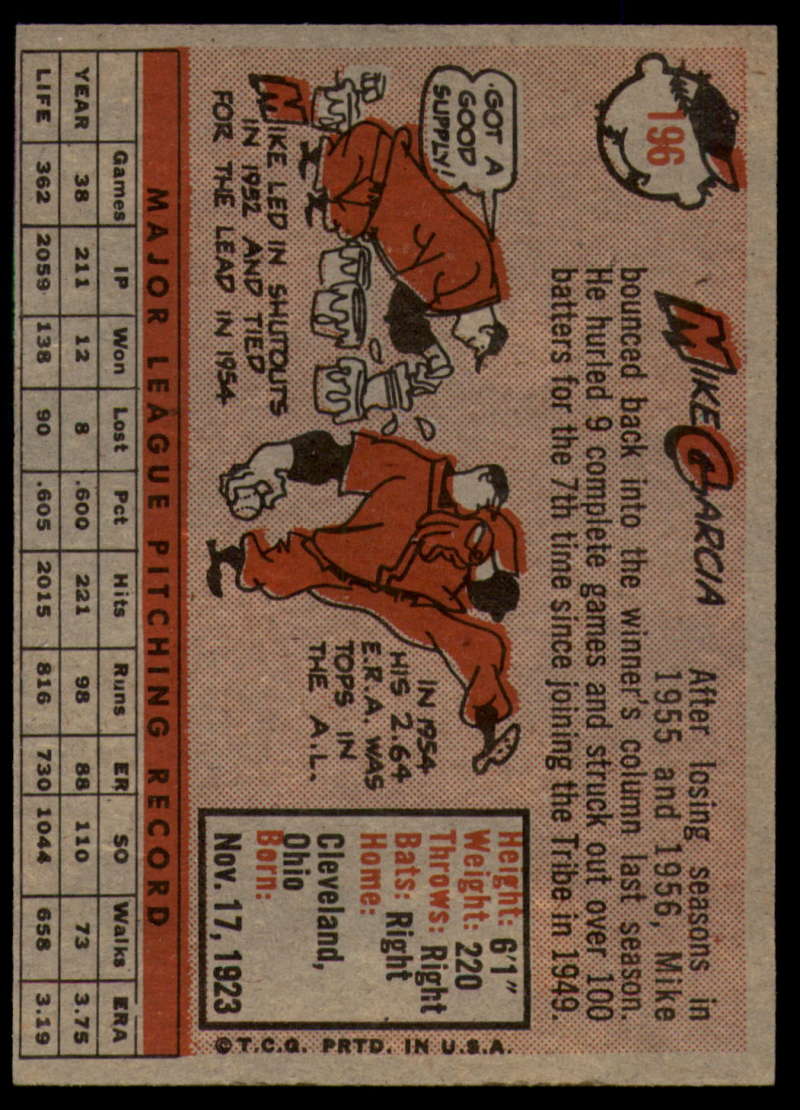 196
MIKE GARCIA
After losing seasons in
1955 and 1956, Mike
bounced back into the winner's column last season.
He hurled 9 complete games and struck out over 100
batters for the 7th time since joining the Tribe in 1949.
·GOT A
GOOD
SUPPLY!
MIKE LED IN SHUTOUTS
IN 1952 AND TIED
FOR THE LEAD IN 1954
IN 1954
HIS 2.64
E.R.A. WAS
TOPS IN
THE A.L.
Height: 6'1"
Weight: 220
Throws: Right
Bats: Right
Home:
Cleveland,
Ohio
Born:
Nov. 17, 1923
©T.C.G. PRTD. IN U.S.A.
MAJOR LEAGUE PITCHING RECORD
Games IP Won Lost Pct Hits Runs ER SO Walks ERA
YEAR 38 211 12 8 .600 221 98 88 110 73 3.75
LIFE 362 2059 138 90 .605 2015 816 730 1044 658 3.19